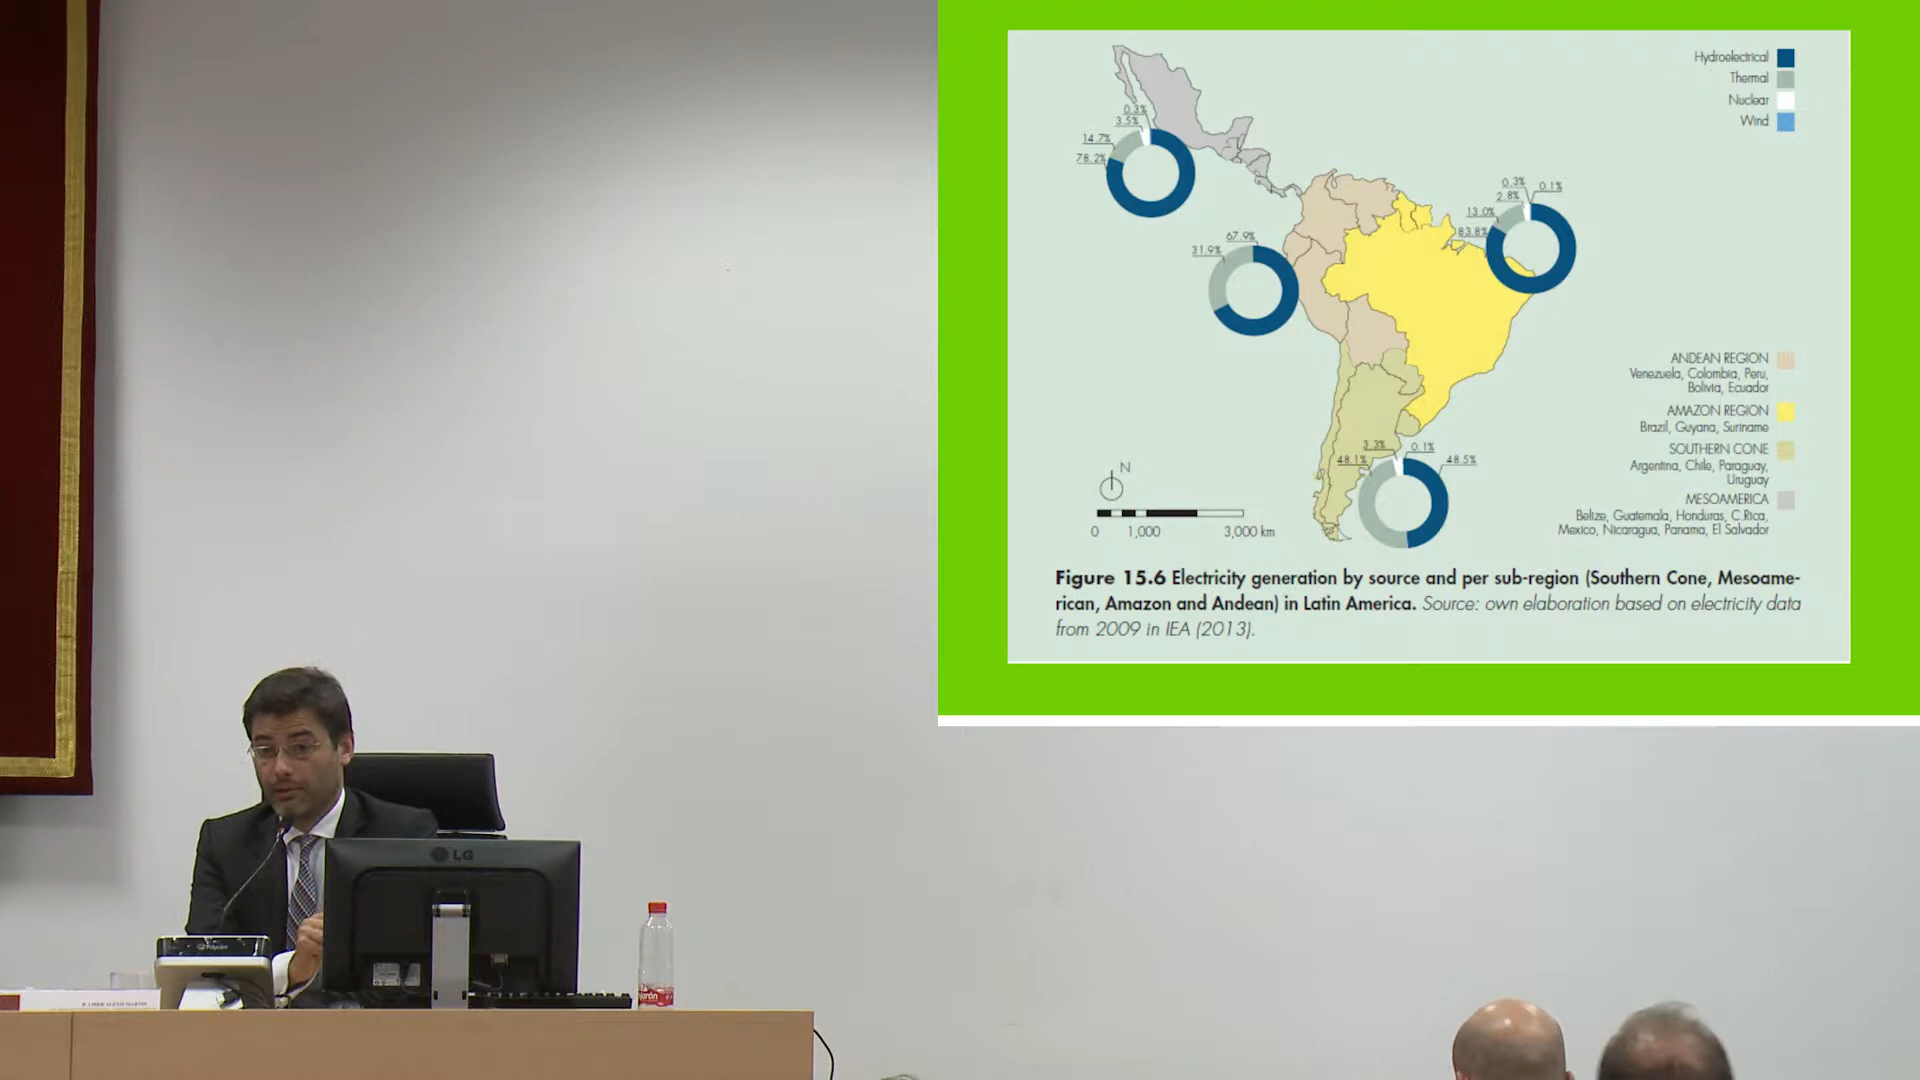 Hydroelectrical
Thermal
Nuclear
Wind
0.3%
3.5%
14.7%
78.2%
0.3%
0.1%
2.8%
13.0%
83.8%
67.9%
31.9%
ANDEAN REGION
Venezuela, Colombia, Peru,
Bolivia, Ecuador
AMAZON REGION
Brazil, Guyana, Suriname
SOUTHERN CONE
Argentina, Chile, Paraguay,
Uruguay
MESOAMERICA
Belize, Guatemala, Honduras, C.Rica,
Mexico, Nicaragua, Panama, El Salvador
3.3%
0.1%
48.1%
48.5%
N
0 1,000 3,000 km
Figure 15.6 Electricity generation by source and per sub-region (Southern Cone, Mesoame-
rican, Amazon and Andean) in Latin America. Source: own elaboration based on electricity data
from 2009 in IEA (2013).
LG
Polycom